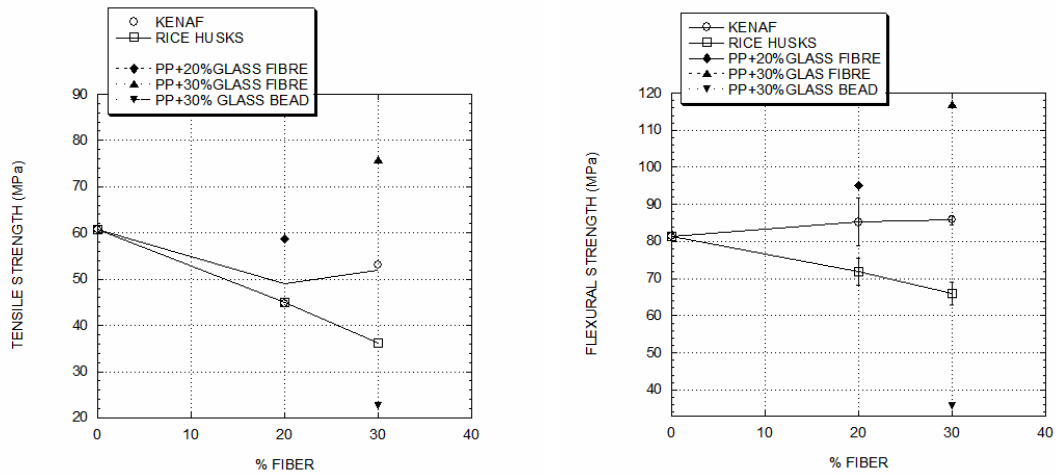 KENAF
RICE HUSKS
PP+20%GLASS FIBRE
PP+30%GLASS FIBRE
PP+30% GLASS BEAD
90
80
70
60
50
40
30
20
TENSILE STRENGTH (MPa)
0
10
20
30
40
% FIBER
KENAF
RICE HUSKS
PP+20%GLASS FIBRE
PP+30%GLAS FIBRE
PP+30%GLASS BEAD
120
110
100
90
80
70
60
50
40
FLEXURAL STRENGTH (MPa)
0
10
20
30
40
% FIBER